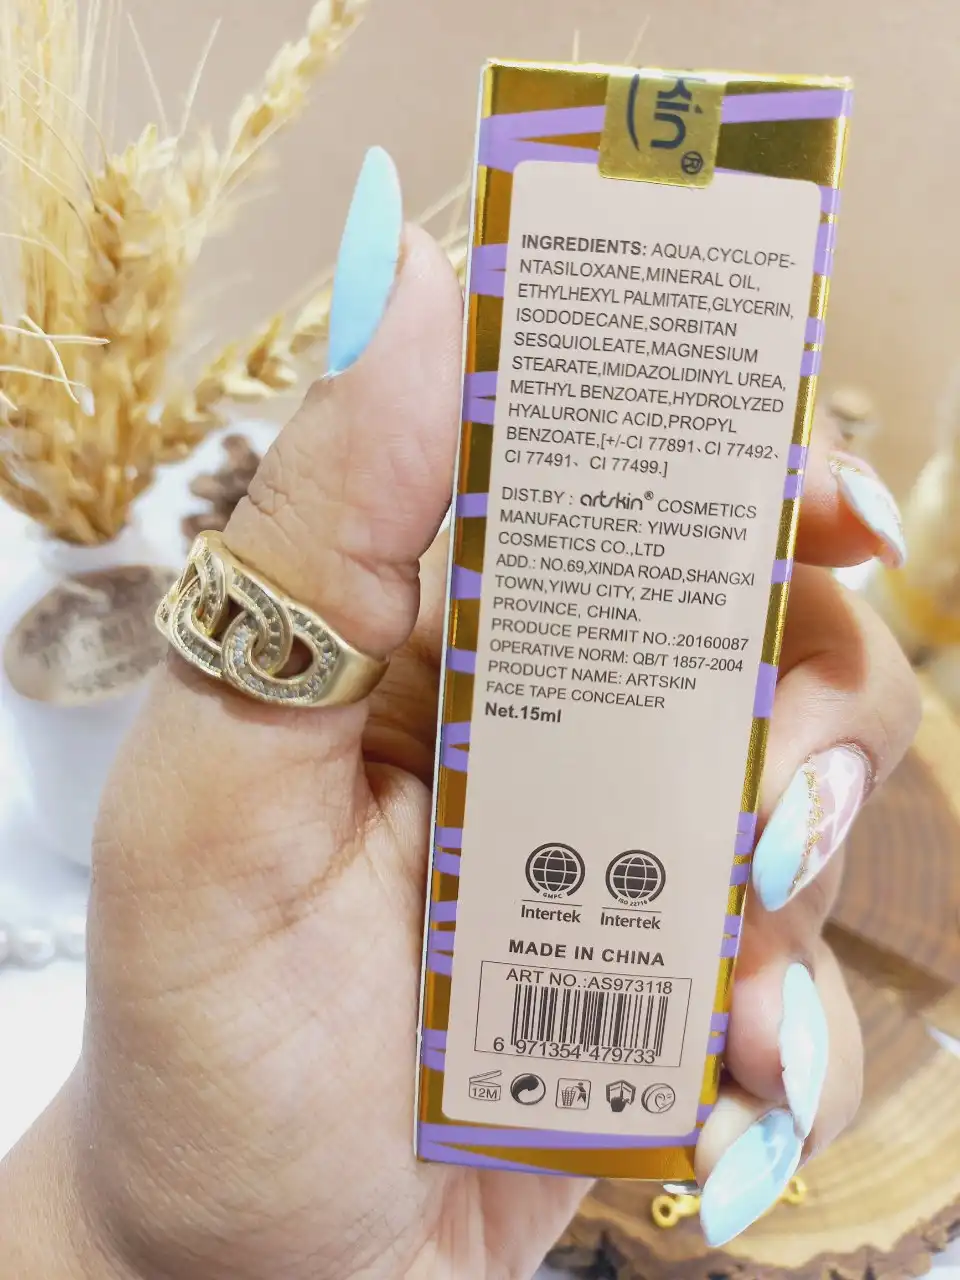 kin®
INGREDIENTS: AQUA,CYCLOPE-
NTASILOXANE,MINERAL OIL,
ETHYLHEXYL PALMITATE,GLYCERIN,
ISODODECANE,SORBITAN
SESQUIOLEATE,MAGNESIUM
STEARATE,IMIDAZOLIDINYL UREA,
METHYL BENZOATE,HYDROLYZED
HYALURONIC ACID,PROPYL
BENZOATE,[+/-CI 77891、CI 77492、
CI 77491、CI 77499.]
DIST.BY : artskin® COSMETICS
MANUFACTURER: YIWUSIGNVI
COSMETICS CO.,LTD
ADD.: NO.69,XINDA ROAD,SHANGXI
TOWN,YIWU CITY, ZHE JIANG
PROVINCE, CHINA.
PRODUCE PERMIT NO.:20160087
OPERATIVE NORM: QB/T 1857-2004
PRODUCT NAME: ARTSKIN
FACE TAPE CONCEALER
Net.15ml
GMPC
ISO 22716
Intertek
Intertek
MADE IN CHINA
ART NO.:AS973118
6 971354 479733
12M